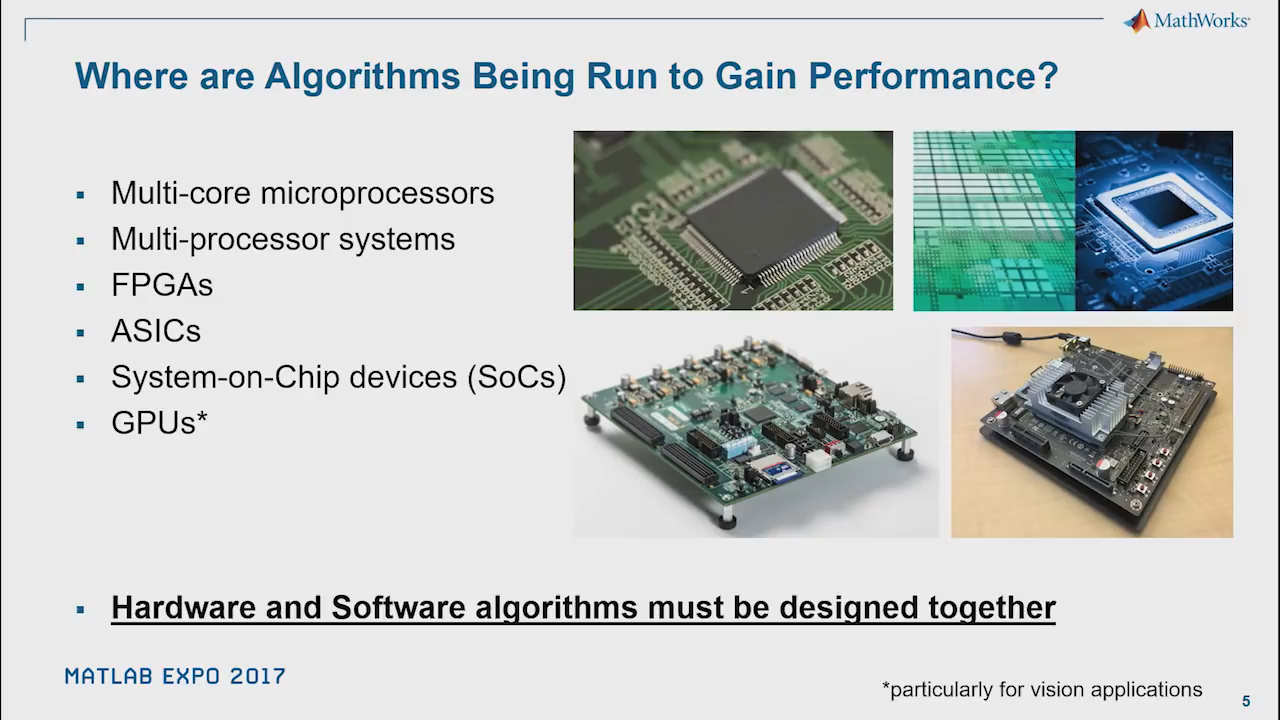 MathWorks®
Where are Algorithms Being Run to Gain Performance?
▪ Multi-core microprocessors
▪ Multi-processor systems
▪ FPGAs
▪ ASICs
▪ System-on-Chip devices (SoCs)
▪ GPUs*
▪ Hardware and Software algorithms must be designed together
MATLAB EXPO 2017
*particularly for vision applications
5